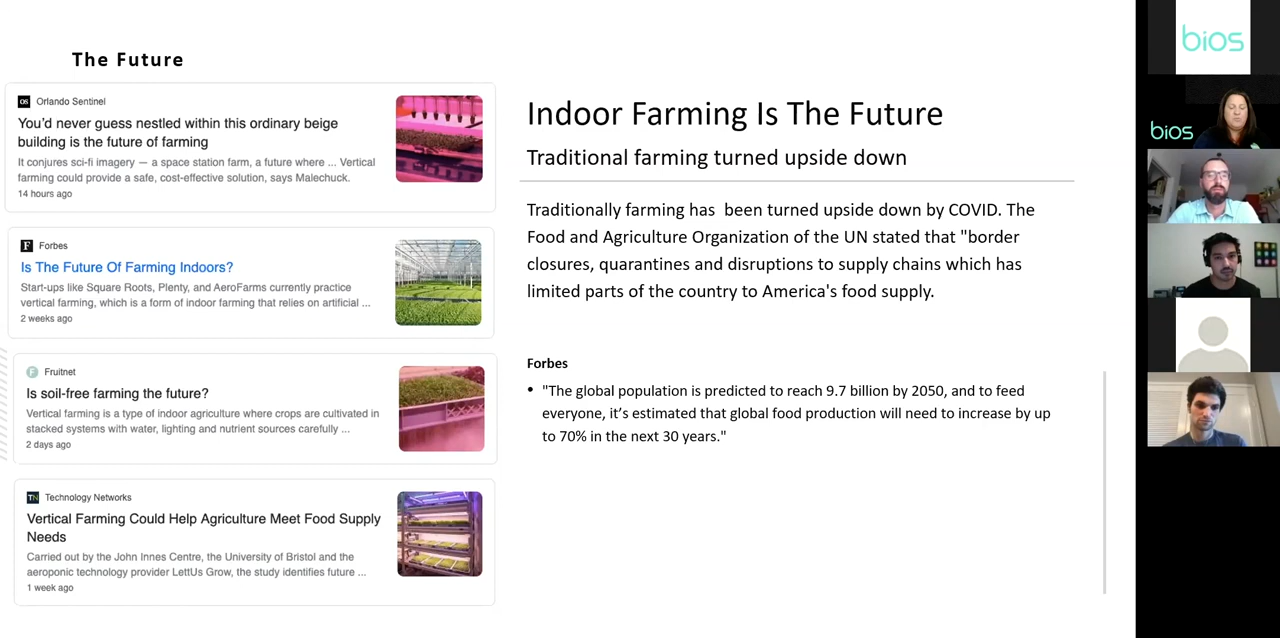 The Future
OS Orlando Sentinel
You'd never guess nestled within this ordinary beige
building is the future of farming
It conjures sci-fi imagery — a space station farm, a future where ... Vertical
farming could provide a safe, cost-effective solution, says Malechuck.
14 hours ago
F Forbes
Is The Future Of Farming Indoors?
Start-ups like Square Roots, Plenty, and AeroFarms currently practice
vertical farming, which is a form of indoor farming that relies on artificial ...
2 weeks ago
F Fruitnet
Is soil-free farming the future?
Vertical farming is a type of indoor agriculture where crops are cultivated in
stacked systems with water, lighting and nutrient sources carefully ...
2 days ago
TN Technology Networks
Vertical Farming Could Help Agriculture Meet Food Supply
Needs
Carried out by the John Innes Centre, the University of Bristol and the
aeroponic technology provider LettUs Grow, the study identifies future ...
1 week ago
Indoor Farming Is The Future
Traditional farming turned upside down
Traditionally farming has  been turned upside down by COVID. The
Food and Agriculture Organization of the UN stated that "border
closures, quarantines and disruptions to supply chains which has
limited parts of the country to America's food supply.
Forbes
• "The global population is predicted to reach 9.7 billion by 2050, and to feed
everyone, it’s estimated that global food production will need to increase by up
to 70% in the next 30 years."
bios
bios